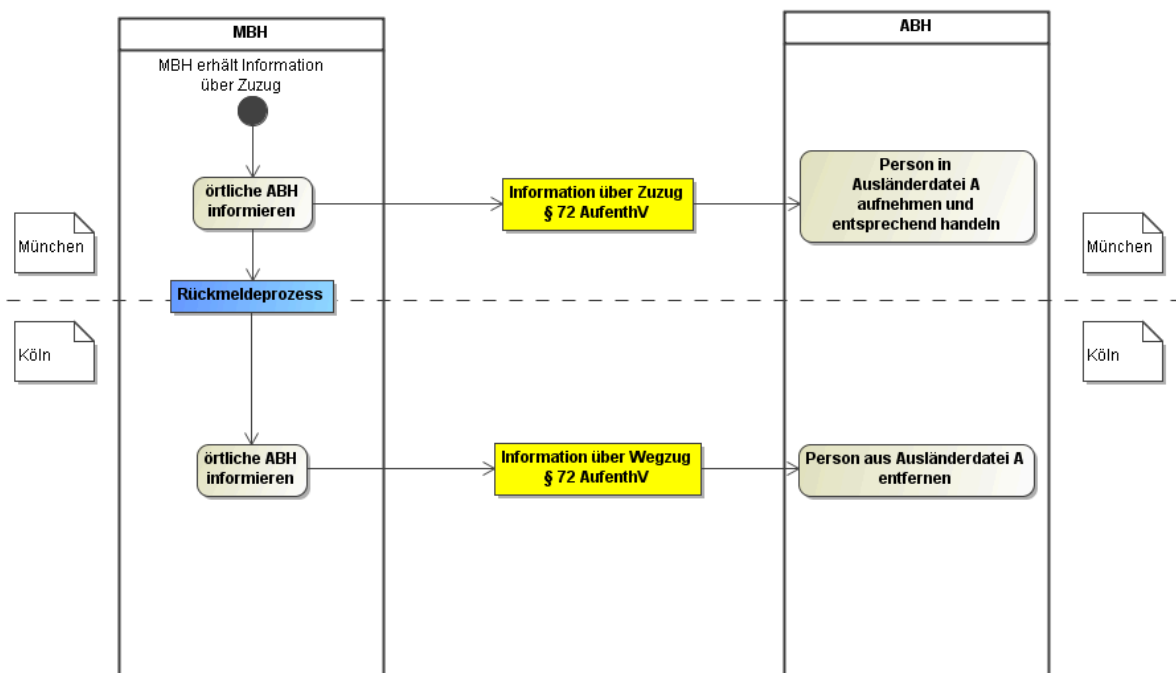 MBH
ABH
MBH erhält Information
über Zuzug
örtliche ABH
informieren
Information über Zuzug
§ 72 AufenthV
Person in
Ausländerdatei A
aufnehmen und
entsprechend handeln
München
München
Rückmeldeprozess
Köln
Köln
örtliche ABH
informieren
Information über Wegzug
§ 72 AufenthV
Person aus Ausländerdatei A
entfernen